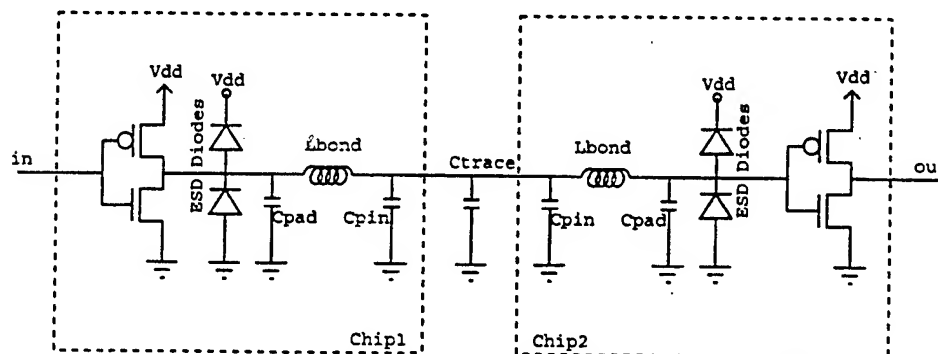 Vdd
Vdd
ESD Diodes
Lbond
in
Cpad
Cpin
Ctrace
Cpin
Lbond
Cpad
Vdd
ESD Diodes
Vdd
ou
Chip1
Chip2